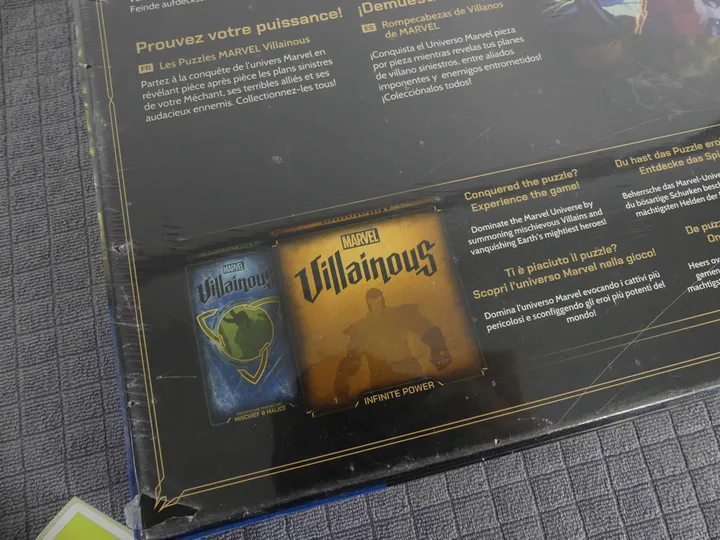 Feinde aufdecks
Prouvez votre puissance!
FR Les Puzzles MARVEL Villainous
Partez à la conquête de l'univers Marvel en
révélant pièce après pièce les plans sinistres
de votre Méchant, ses terribles alliés et ses
audacieux ennemis. Collectionnez-les tous!
¡Demues
ES Rompecabezas de Villanos
de MARVEL
¡Conquista el Universo Marvel pieza
por pieza mientras revelas tus planes
de villano siniestros, entre aliados
imponentes y enemigos entrometidos!
¡Colecciónalos todos!
MARVEL
Villainous
MISCHIEF & MALICE
MARVEL
Villainous
INFINITE POWER
Conquered the puzzle?
Experience the game!
Dominate the Marvel Universe by
summoning mischievous Villains and
vanquishing Earth's mightiest heroes!
Ti è piaciuto il puzzle?
Scopri l'universo Marvel nella gioco!
Domina l'universo Marvel evocando i cattivi più
pericolosi e sconfiggendo gli eroi più potenti del
mondo!
Du hast das Puzzle ero
Entdecke das Spi
Beherrsche das Marvel-Unive
du bösartige Schurken besc
mächtigsten Helden der
De puzz
On
Heers ov
gemen
machtigs